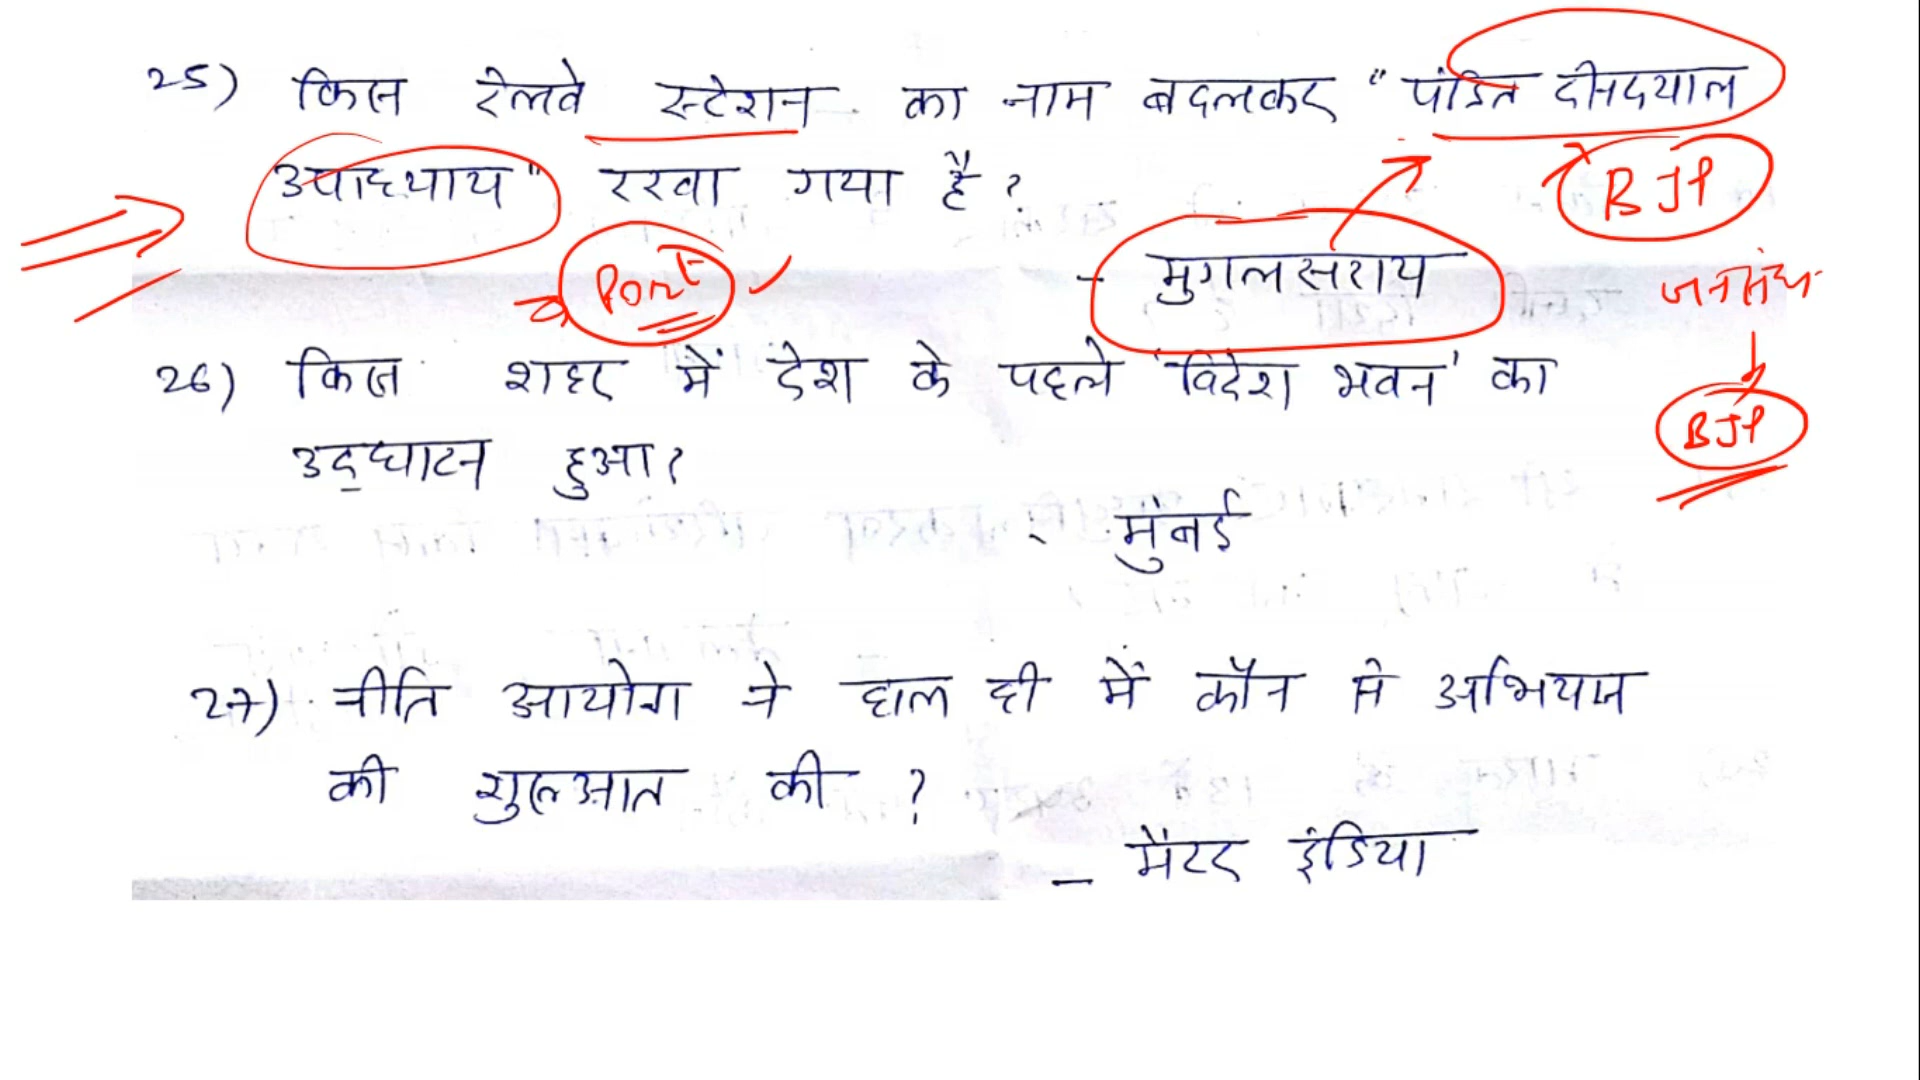 25) किस रेलवे स्टेशन का नाम बदलकर "पंडित दीनदयाल
उपाध्याय" रखा गया है?
BJP
Port
- मुगलसराय
जनसंघ
26) किस शहर में देश के पहले 'विदेश भवन' का
BJP
उद्घाटन हुआ?
- मुंबई
27) नीति आयोग ने हाल ही में कौन से अभियान
की शुरुआत की ?
- मेंटर इंडिया